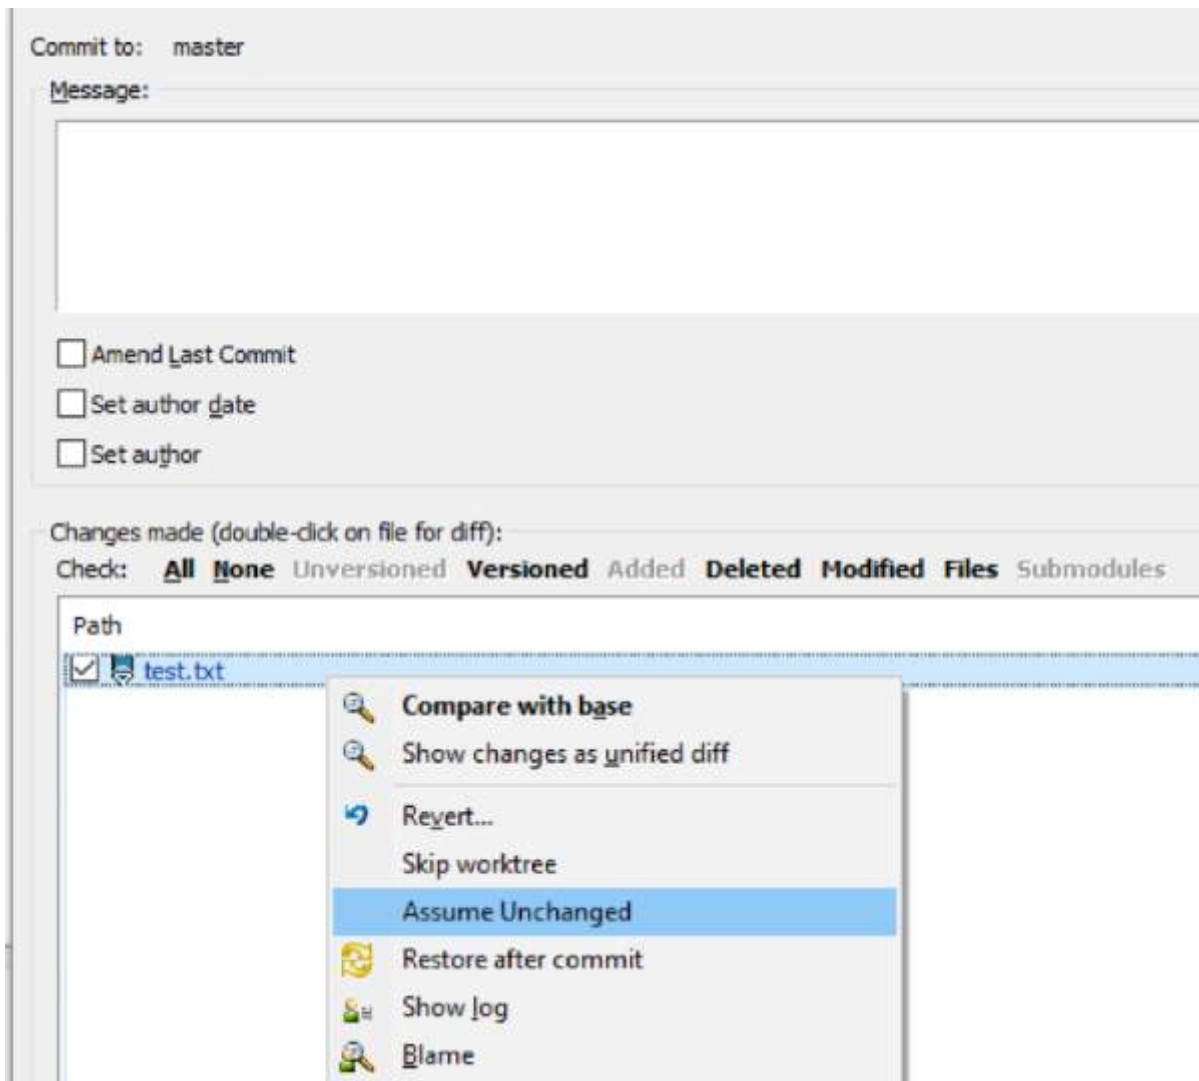 Commit to: master
Message:
Amend Last Commit
Set author date
Set author
Changes made (double-click on file for diff):
Check: All None Unversioned Versioned Added Deleted Modified Files Submodules
Path
test.txt
Compare with base
Show changes as unified diff
Revert...
Skip worktree
Assume Unchanged
Restore after commit
Show log
Blame